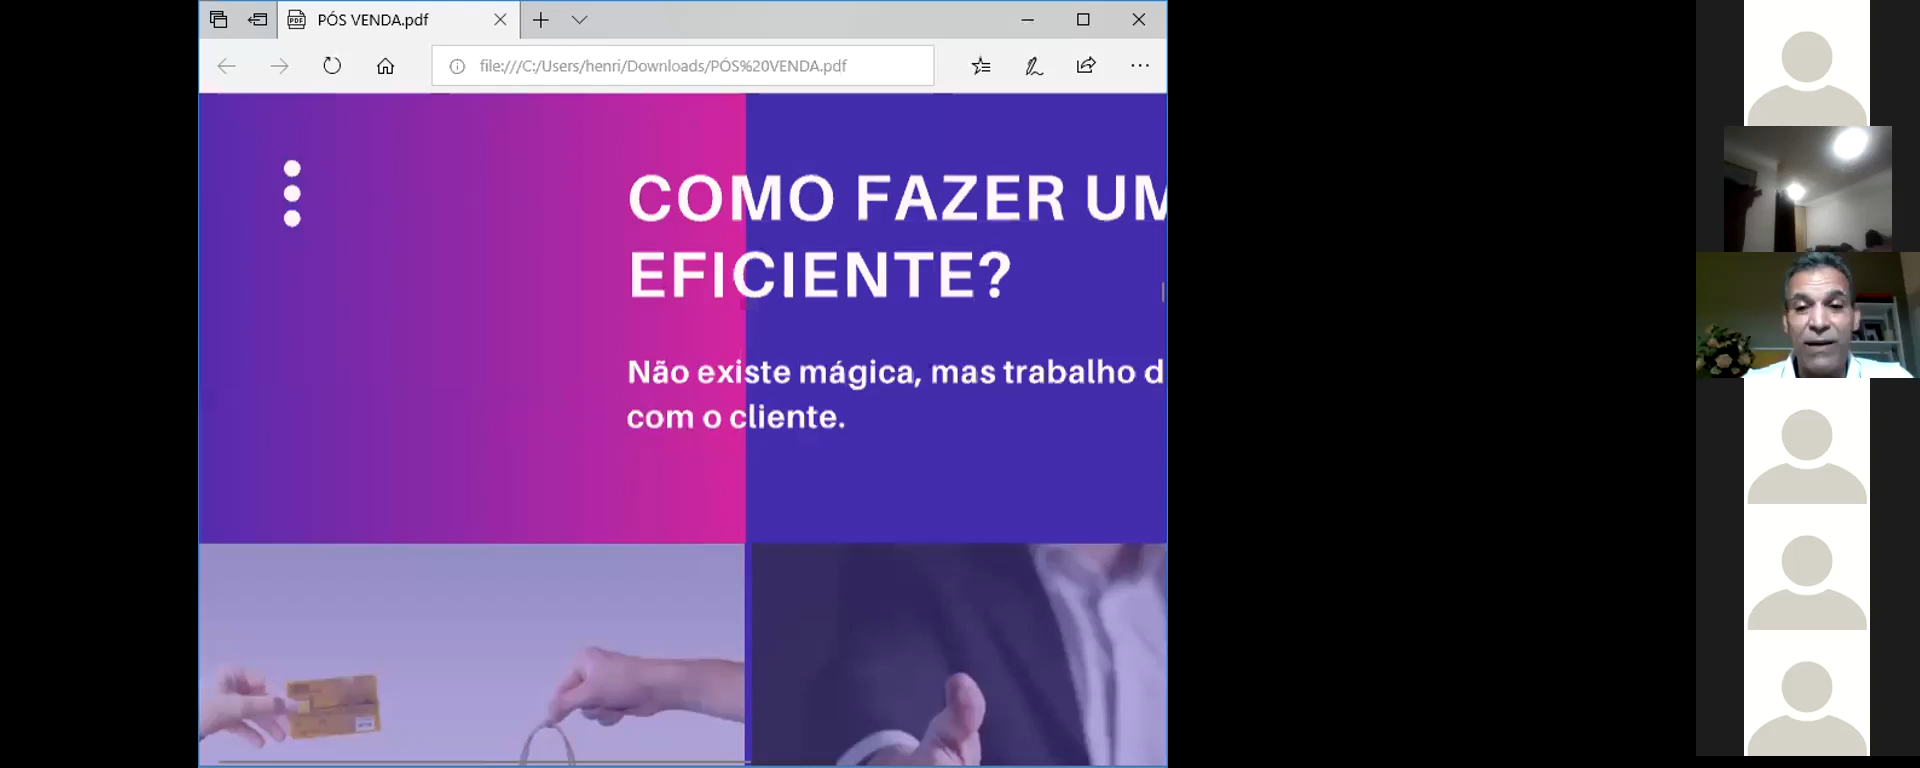 PÓS VENDA.pdf
file:///C:/Users/henri/Downloads/PÓS%20VENDA.pdf
COMO FAZER UM
EFICIENTE?
Não existe mágica, mas trabalho d
com o cliente.